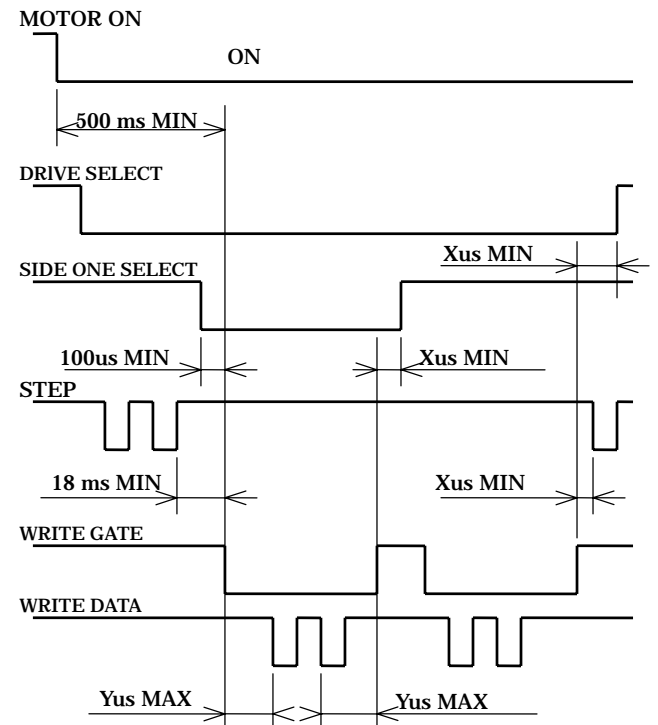 MOTOR ON
ON
500 ms MIN
DRIVE SELECT
Xus MIN
SIDE ONE SELECT
100us MIN
Xus MIN
STEP
18 ms MIN
Xus MIN
WRITE GATE
WRITE DATA
Yus MAX
Yus MAX